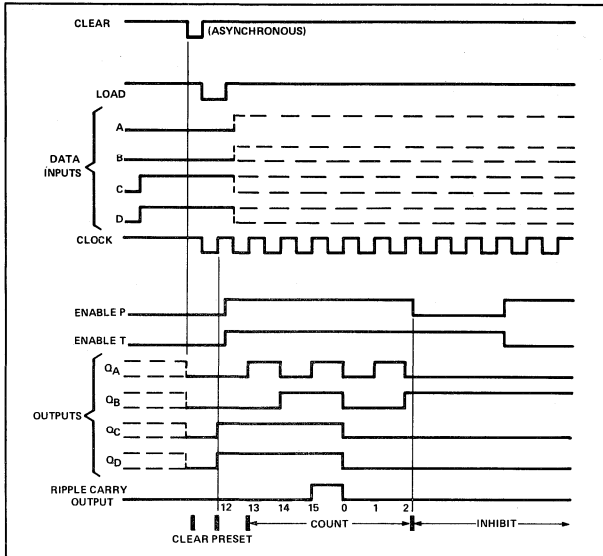 CLEAR
(ASYNCHRONOUS)
LOAD
DATA
INPUTS
A
B
C
D
CLOCK
ENABLE P
ENABLE T
OUTPUTS
QA
QB
QC
QD
RIPPLE CARRY
OUTPUT
12 13 14 15 0 1 2
COUNT
INHIBIT
CLEAR PRESET